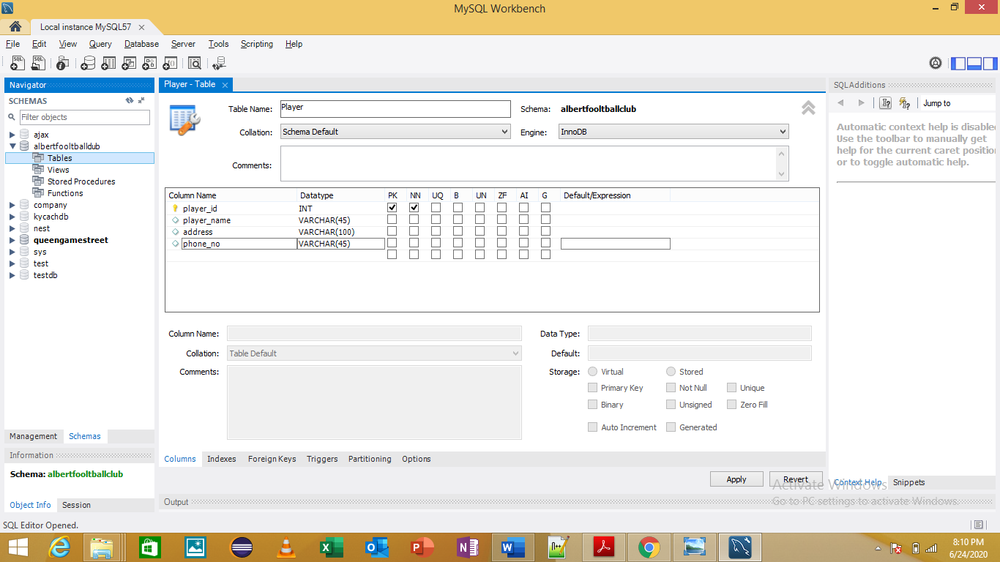 MySQL Workbench
Local instance MySQL57
File Edit View Query Database Server Tools Scripting Help
Navigator
SCHEMAS
Filter objects
ajax
albertfooltballclub
Tables
Views
Stored Procedures
Functions
company
kycachdb
nest
queengamestreet
sys
test
testdb
Management Schemas
Information
Schema: albertfooltballclub
Object Info Session
Player - Table
Table Name: Player Schema: albertfooltballclub
Collation: Schema Default Engine: InnoDB
Comments:
Column Name Datatype PK NN UQ B UN ZF AI G Default/Expression
player_id INT
player_name VARCHAR(45)
address VARCHAR(100)
phone_no VARCHAR(45)
Column Name: Data Type:
Collation: Table Default Default:
Comments: Storage: Virtual Stored
Primary Key Not Null Unique
Binary Unsigned Zero Fill
Auto Increment Generated
Columns Indexes Foreign Keys Triggers Partitioning Options
Apply Revert
Output
SQLAdditions
Jump to
Automatic context help is disable
Use the toolbar to manually get
help for the current caret position
or to toggle automatic help.
Context Help Snippets
Activate Windows
Go to PC settings to activate Windows.
SQL Editor Opened.
8:10 PM
6/24/2020